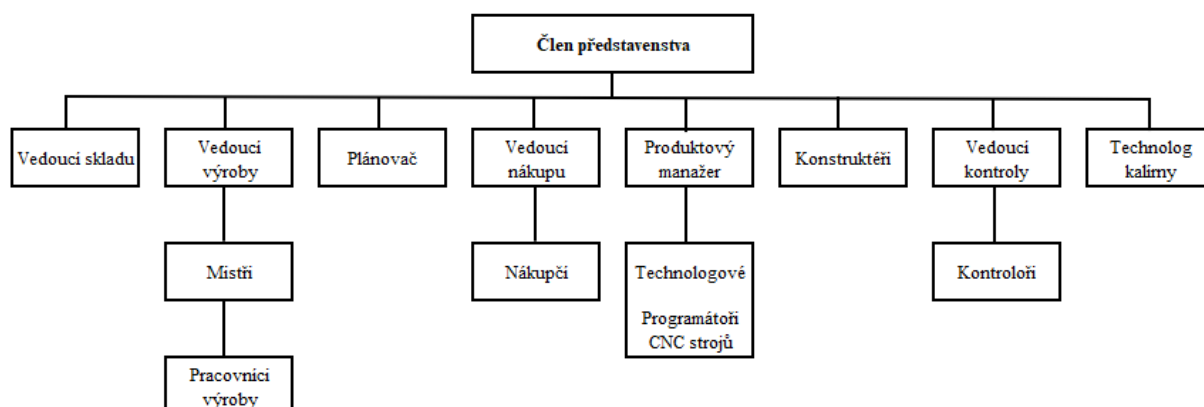 Člen představenstva
Vedoucí skladu
Vedoucí
výroby
Plánovač
Vedoucí
nákupu
Produktový
manažer
Konstruktéři
Vedoucí
kontroly
Technolog
kalírny
Mistři
Nákupčí
Technologové
Programátoři
CNC strojů
Kontroloři
Pracovníci
výroby